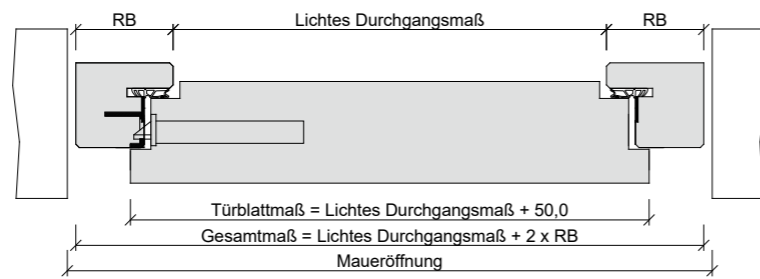 RB Lichtes Durchgangsmaß RB
Türblattmaß = Lichtes Durchgangsmaß + 50,0
Gesamtmaß = Lichtes Durchgangsmaß + 2 x RB
Maueröffnung